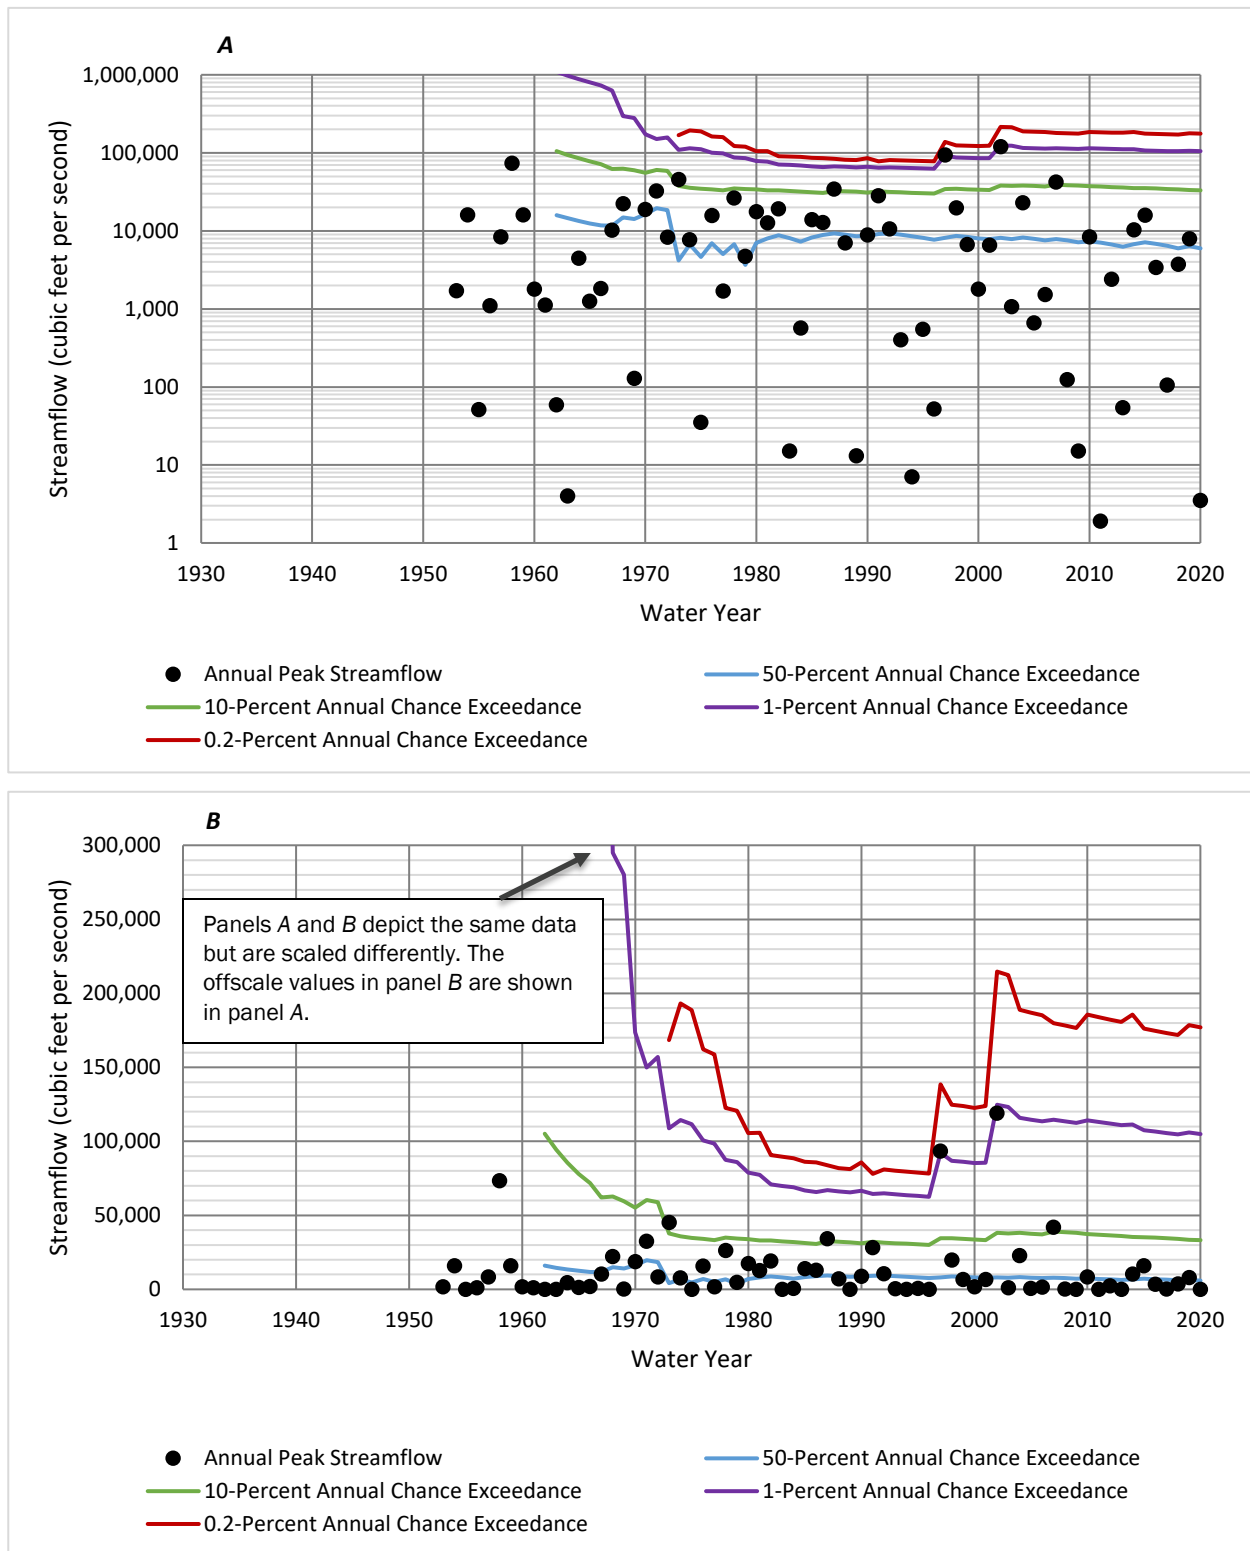 A
Streamflow (cubic feet per second)
1,000,000
100,000
10,000
1,000
100
10
1
1930 1940 1950 1960 1970 1980 1990 2000 2010 2020
Water Year
Annual Peak Streamflow
50-Percent Annual Chance Exceedance
10-Percent Annual Chance Exceedance
1-Percent Annual Chance Exceedance
0.2-Percent Annual Chance Exceedance
B
Streamflow (cubic feet per second)
300,000
250,000
200,000
150,000
100,000
50,000
0
Panels A and B depict the same data
but are scaled differently. The
offscale values in panel B are shown
in panel A.
1930 1940 1950 1960 1970 1980 1990 2000 2010 2020
Water Year
Annual Peak Streamflow
50-Percent Annual Chance Exceedance
10-Percent Annual Chance Exceedance
1-Percent Annual Chance Exceedance
0.2-Percent Annual Chance Exceedance